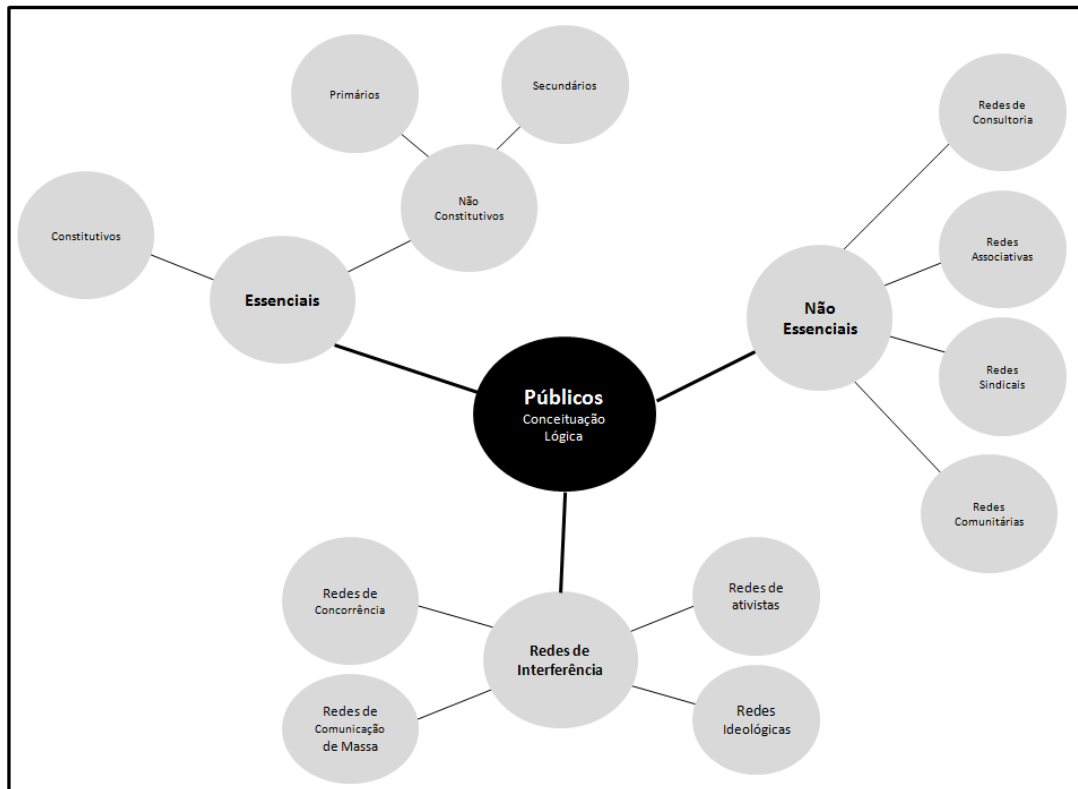 Primários
Secundários
Redes de
Consultoria
Não
Constitutivos
Constitutivos
Redes
Associativas
Essenciais
Não
Essenciais
Redes
Sindicais
Públicos
Conceituação
Lógica
Redes
Comunitárias
Redes de
Concorrência
Redes de
ativistas
Redes de
Interferência
Redes de
Comunicação
de Massa
Redes
Ideológicas